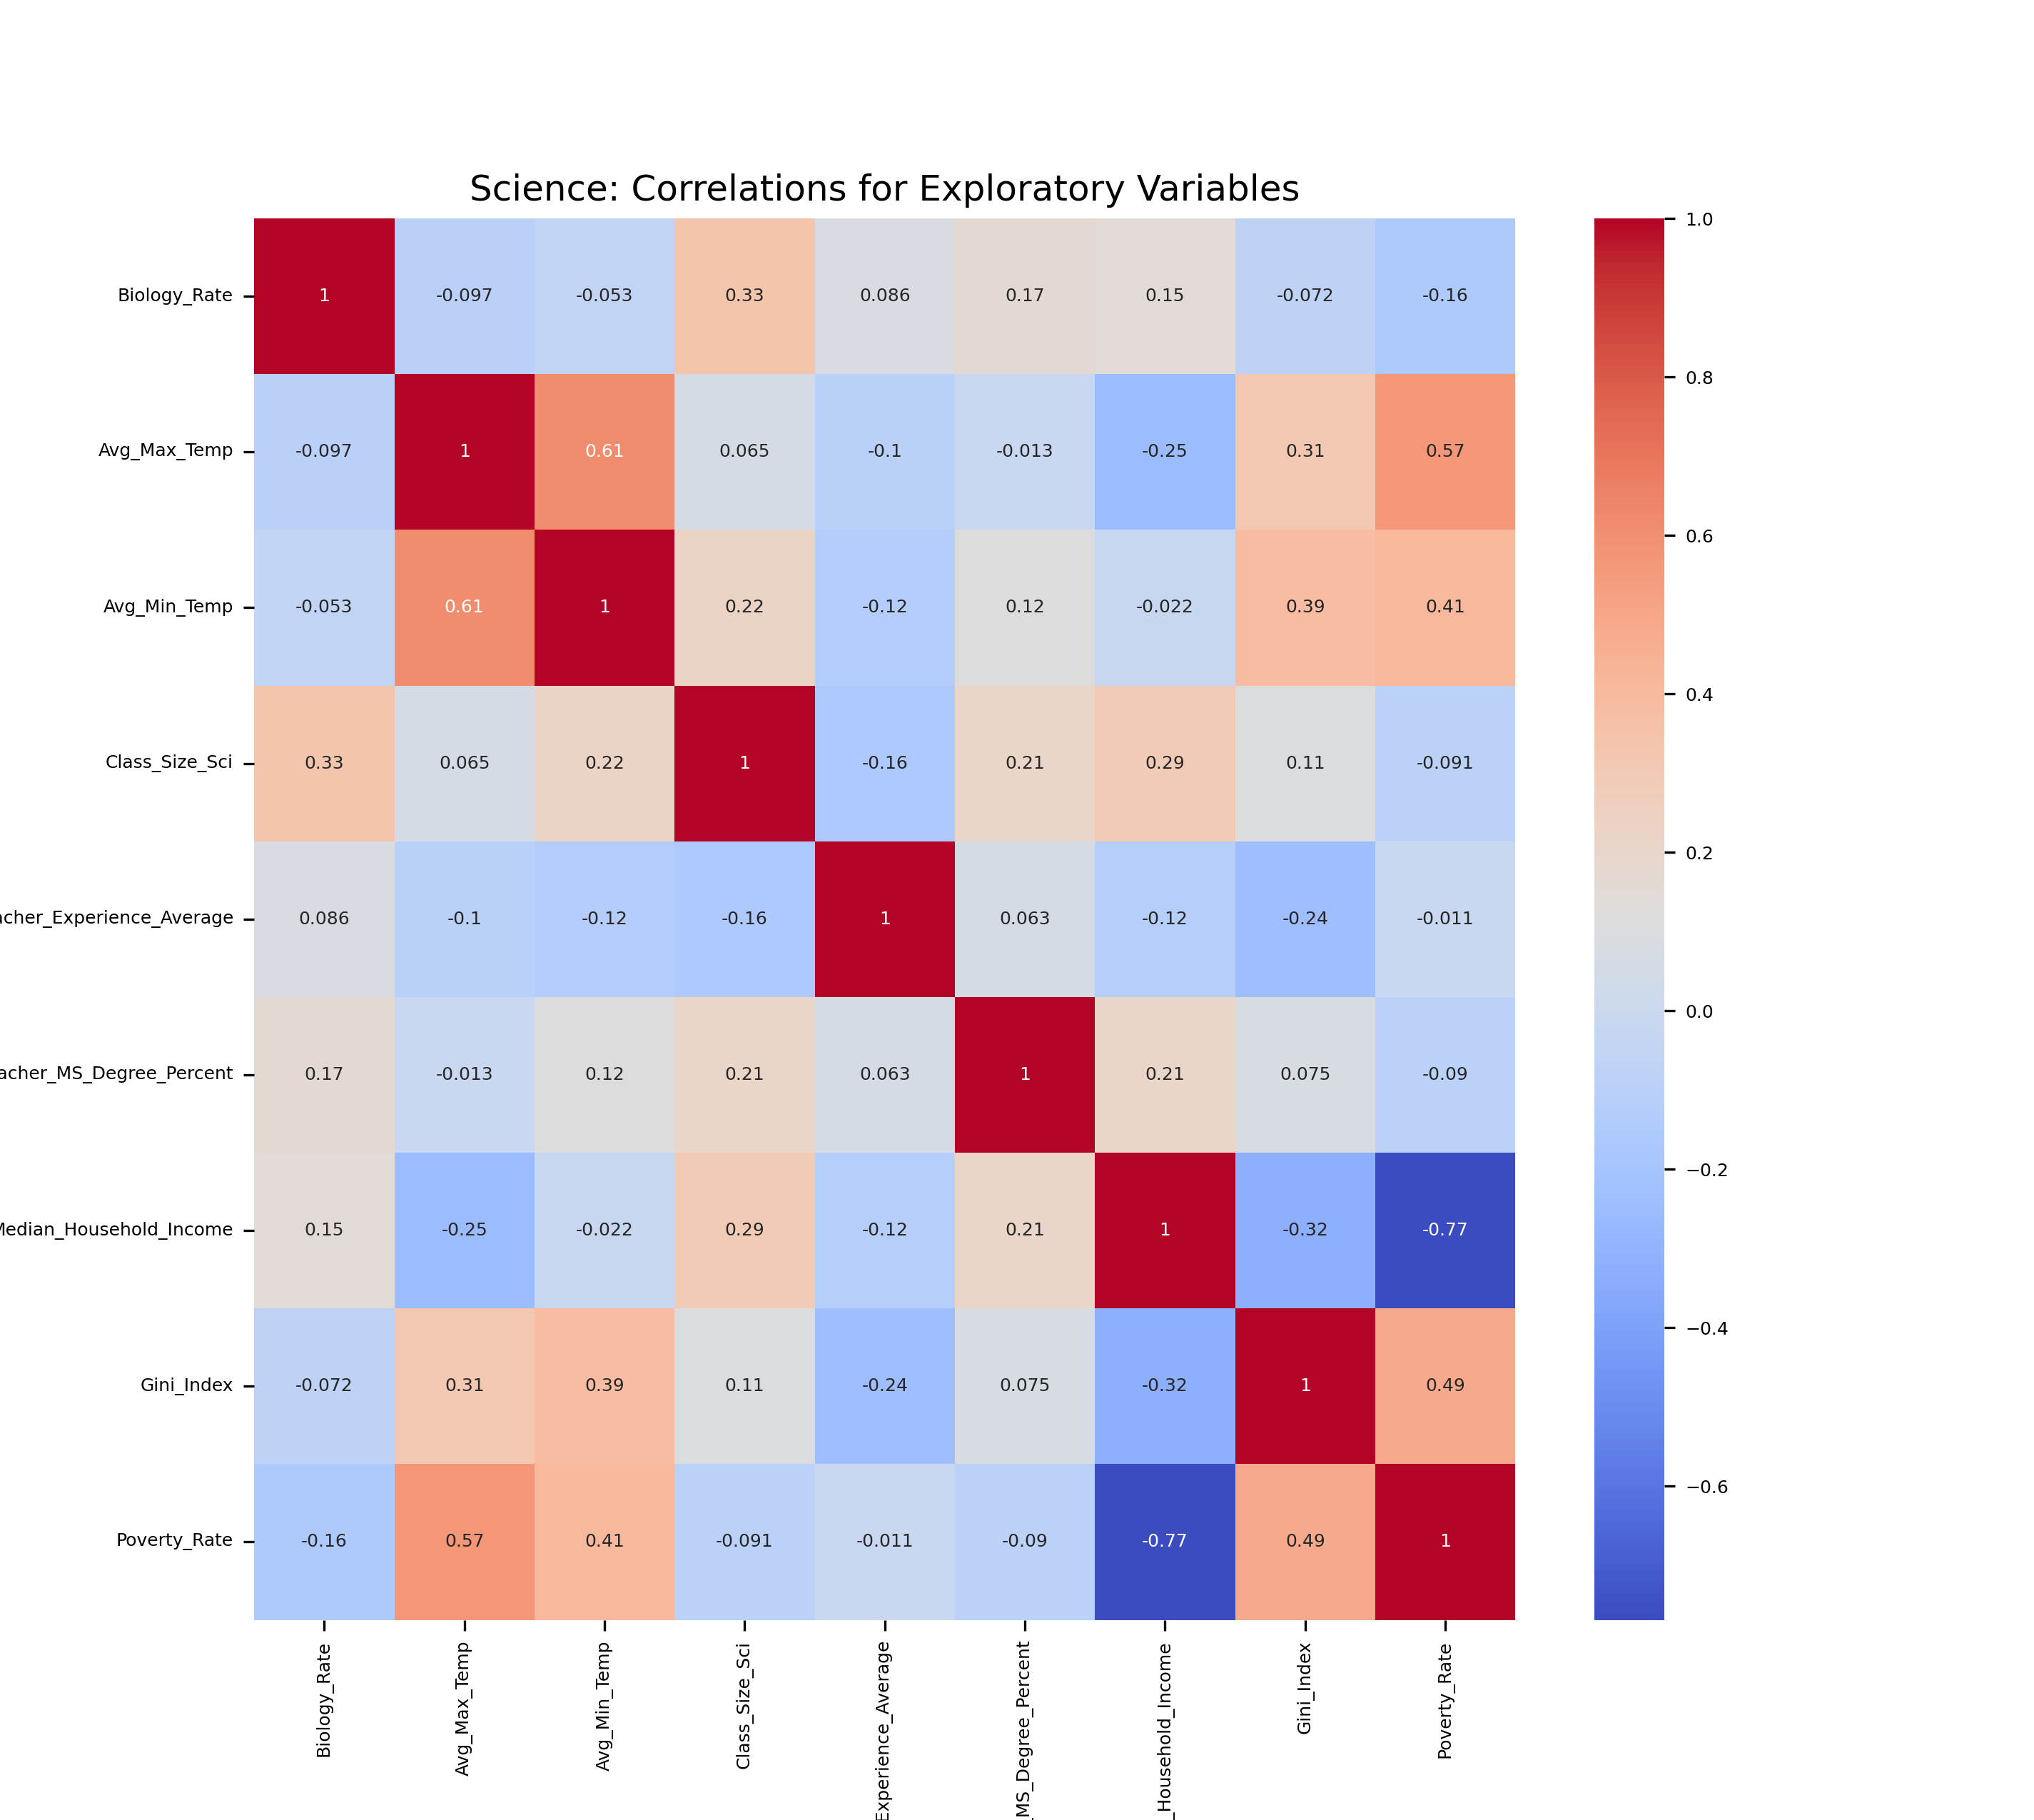 Science: Correlations for Exploratory Variables
Biology_Rate 1 -0.097 -0.053 0.33 0.086 0.17 0.15 -0.072 -0.16
Avg_Max_Temp -0.097 1 0.61 0.065 -0.1 -0.013 -0.25 0.31 0.57
Avg_Min_Temp -0.053 0.61 1 0.22 -0.12 0.12 -0.022 0.39 0.41
Class_Size_Sci 0.33 0.065 0.22 1 -0.16 0.21 0.29 0.11 -0.091
acher_Experience_Average 0.086 -0.1 -0.12 -0.16 1 0.063 -0.12 -0.24 -0.011
acher_MS_Degree_Percent 0.17 -0.013 0.12 0.21 0.063 1 0.21 0.075 -0.09
Median_Household_Income 0.15 -0.25 -0.022 0.29 -0.12 0.21 1 -0.32 -0.77
Gini_Index -0.072 0.31 0.39 0.11 -0.24 0.075 -0.32 1 0.49
Poverty_Rate -0.16 0.57 0.41 -0.091 -0.011 -0.09 -0.77 0.49 1
Biology_Rate
Avg_Max_Temp
Avg_Min_Temp
Class_Size_Sci
Experience_Average
_MS_Degree_Percent
_Household_Income
Gini_Index
Poverty_Rate
1.0
0.8
0.6
0.4
0.2
0.0
−0.2
−0.4
−0.6